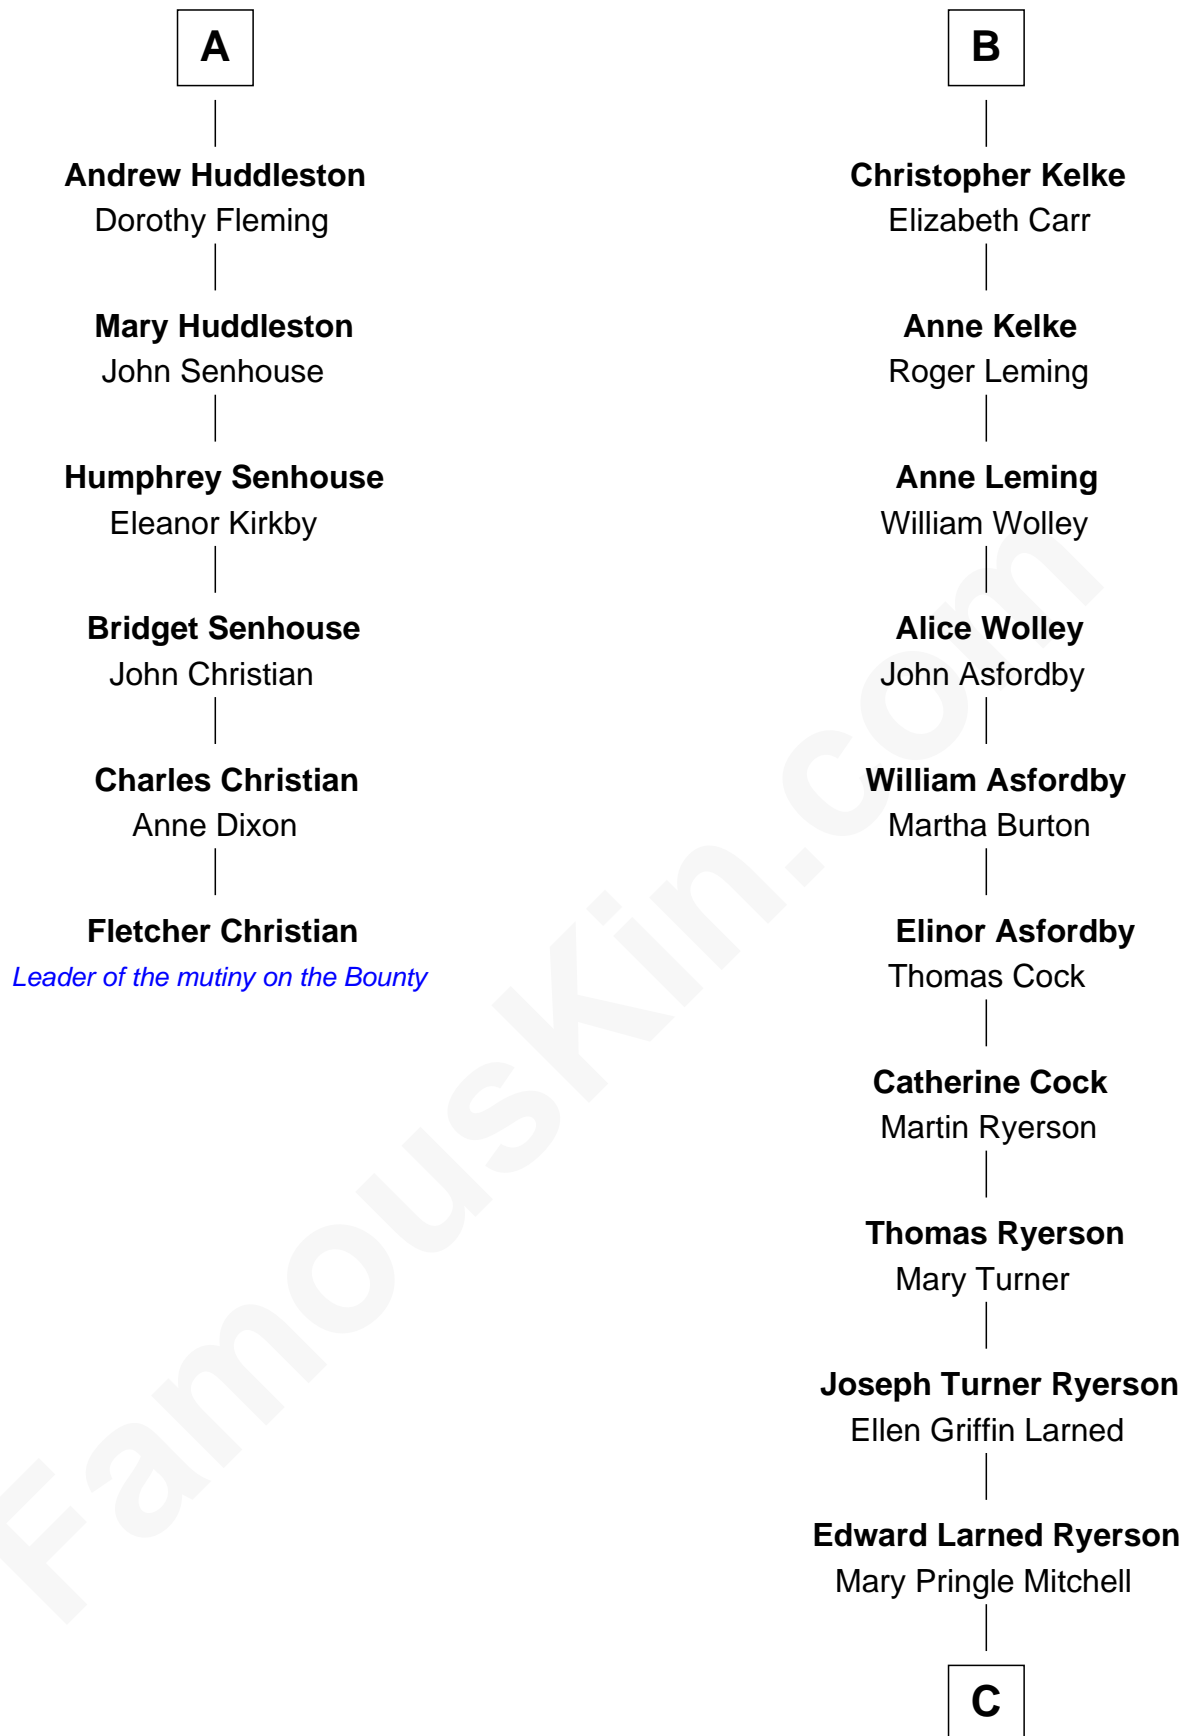 A
Andrew Huddleston
Dorothy Fleming
Mary Huddleston
John Senhouse
Humphrey Senhouse
Eleanor Kirkby
Bridget Senhouse
John Christian
Charles Christian
Anne Dixon
Fletcher Christian
Leader of the mutiny on the Bounty
B
Christopher Kelke
Elizabeth Carr
Anne Kelke
Roger Leming
Anne Leming
William Wolley
Alice Wolley
John Asfordby
William Asfordby
Martha Burton
Elinor Asfordby
Thomas Cock
Catherine Cock
Martin Ryerson
Thomas Ryerson
Mary Turner
Joseph Turner Ryerson
Ellen Griffin Larned
Edward Larned Ryerson
Mary Pringle Mitchell
C
FamousKin.com